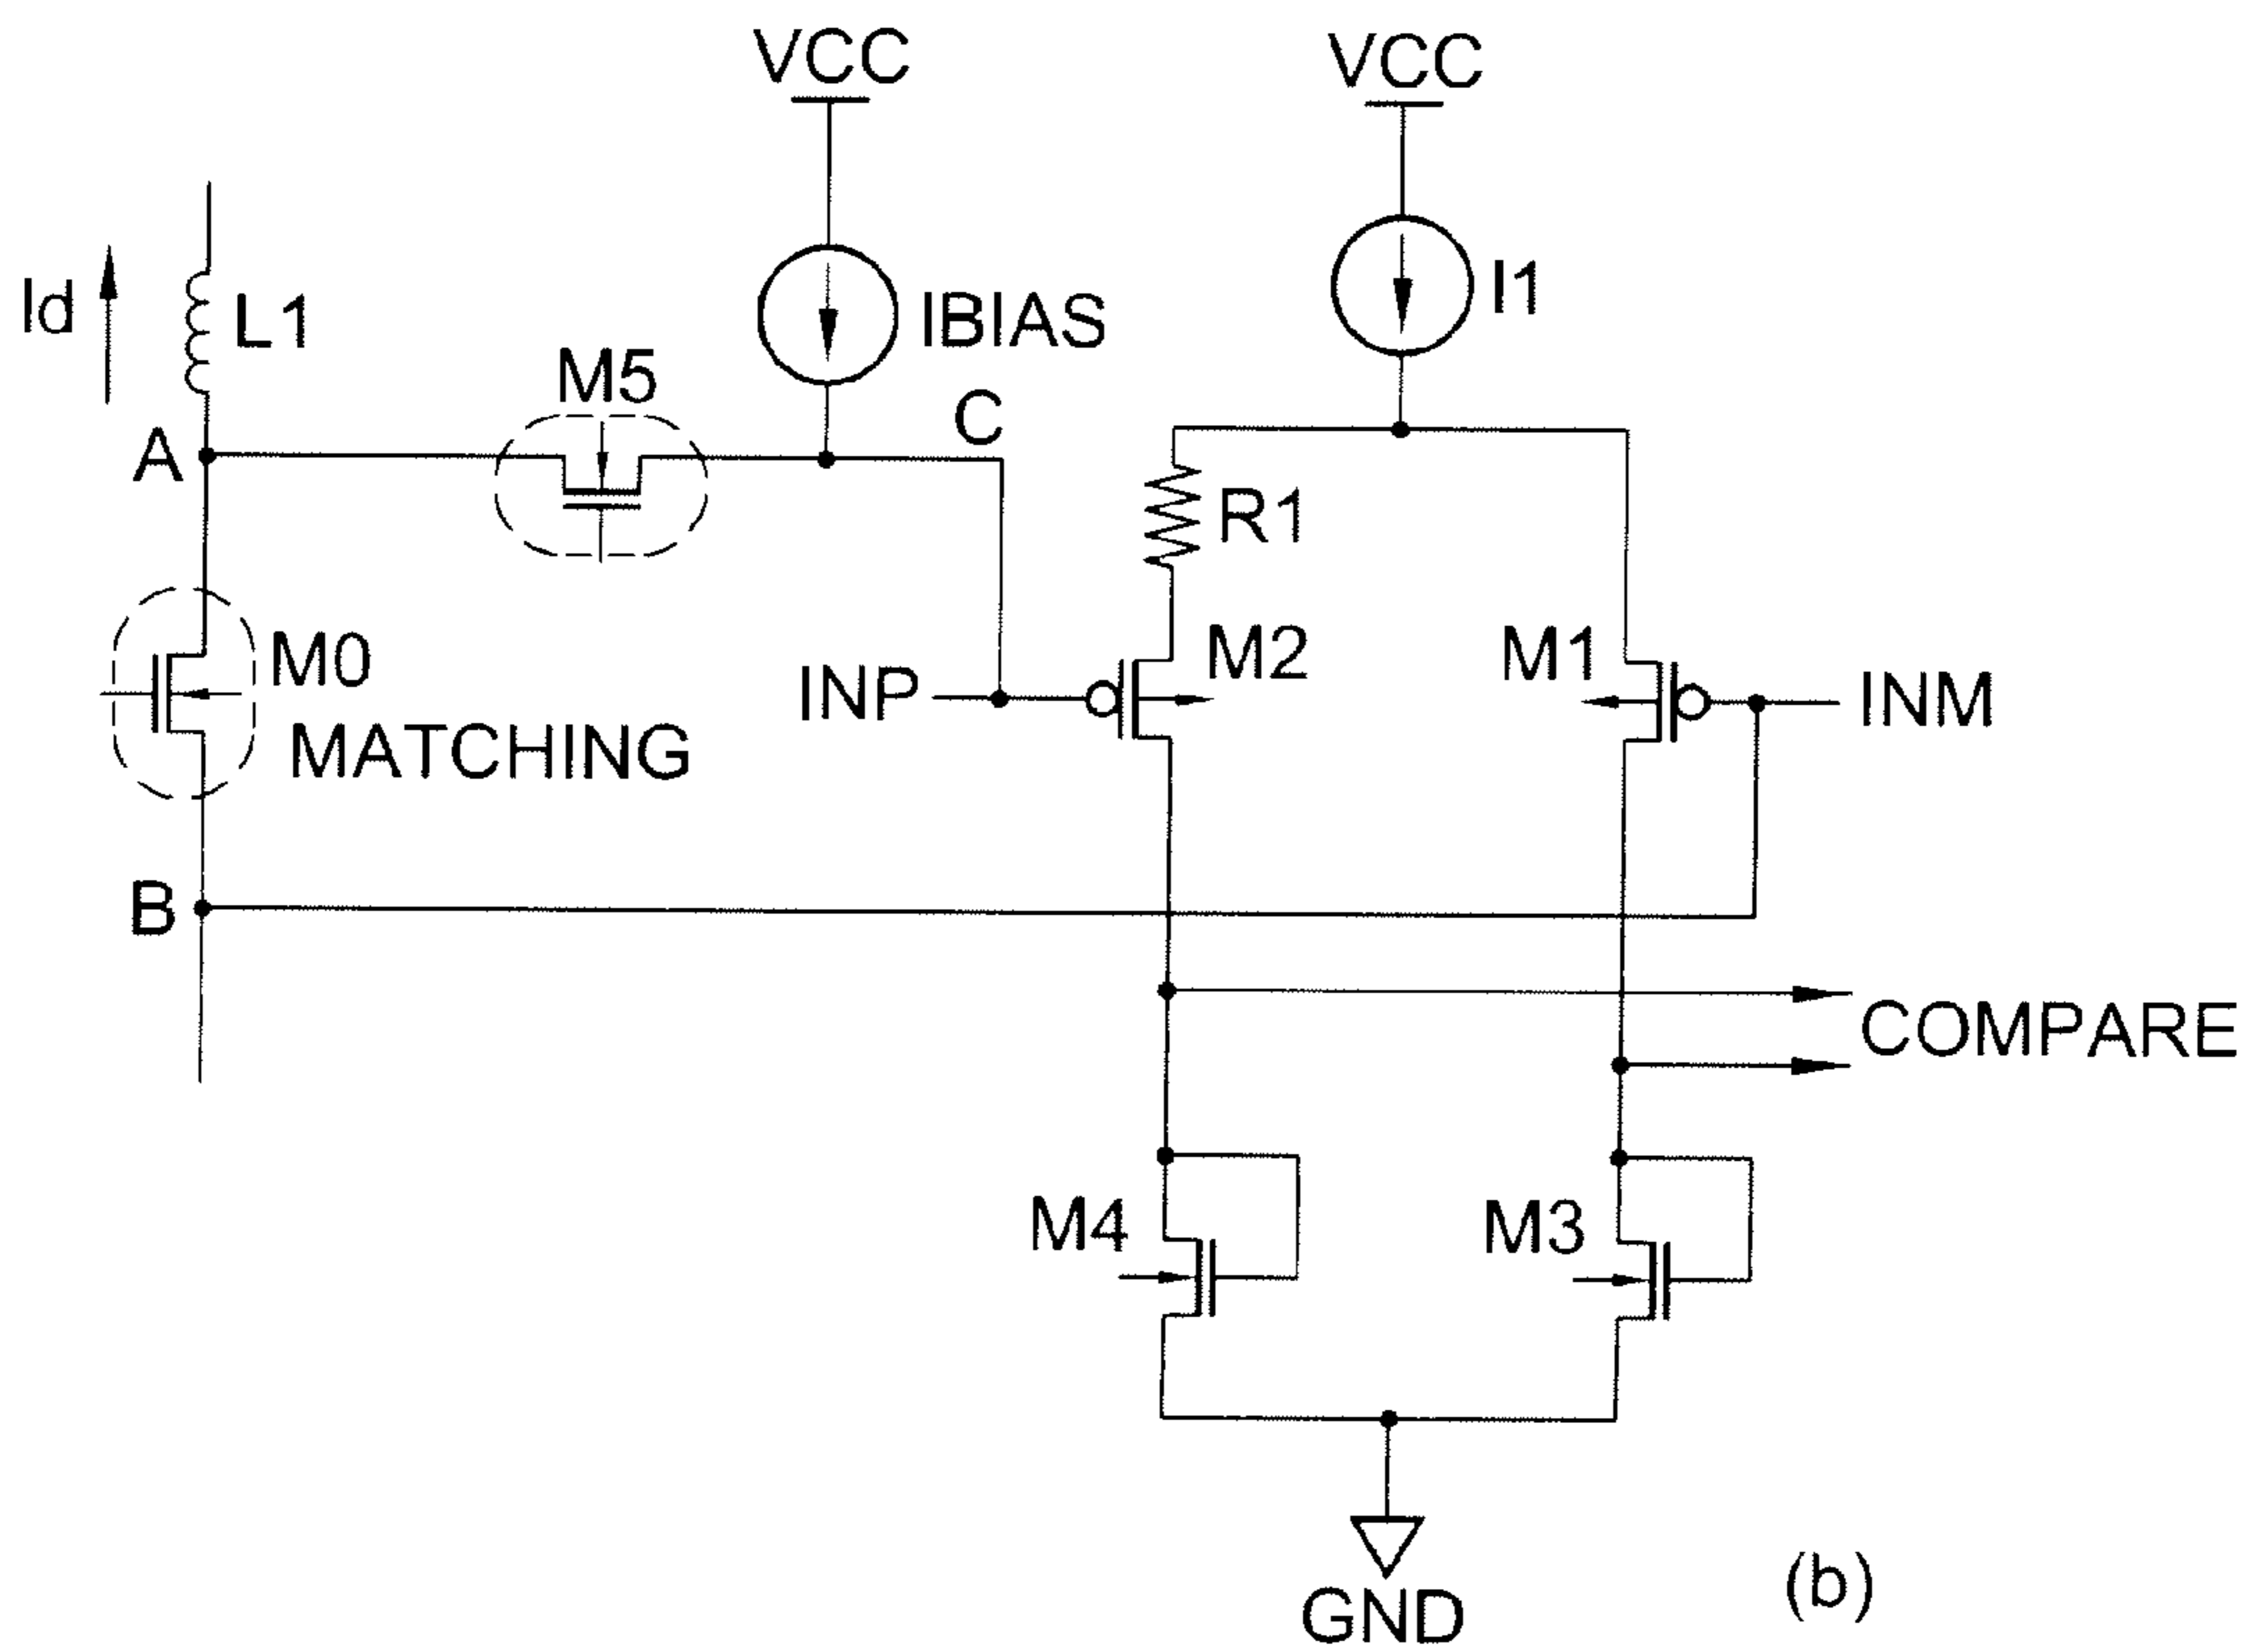 VCC
VCC
Id
L1
IBIAS
I1
M5
C
A
R1
M0
MATCHING
M2
M1
INP
INM
B
COMPARE
M4
M3
GND
(b)